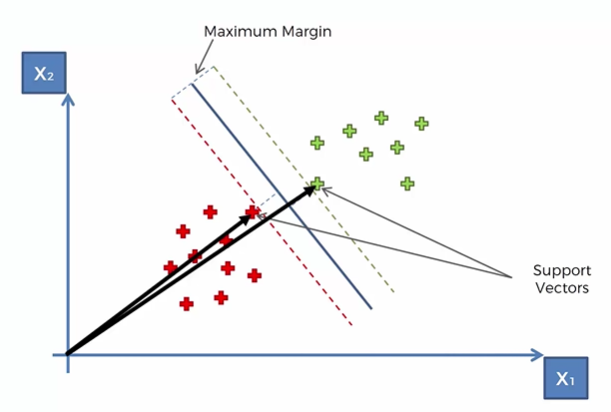 Maximum Margin
X2
Support
Vectors
X1